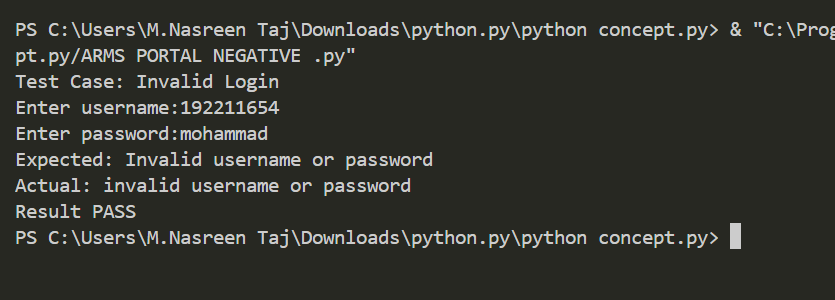 PS C:\Users\M.Nasreen Taj\Downloads\python.py\python concept.py> & "C:\Prog
pt.py/ARMS PORTAL NEGATIVE .py"
Test Case: Invalid Login
Enter username:192211654
Enter password:mohammad
Expected: Invalid username or password
Actual: invalid username or password
Result PASS
PS C:\Users\M.Nasreen Taj\Downloads\python.py\python concept.py>